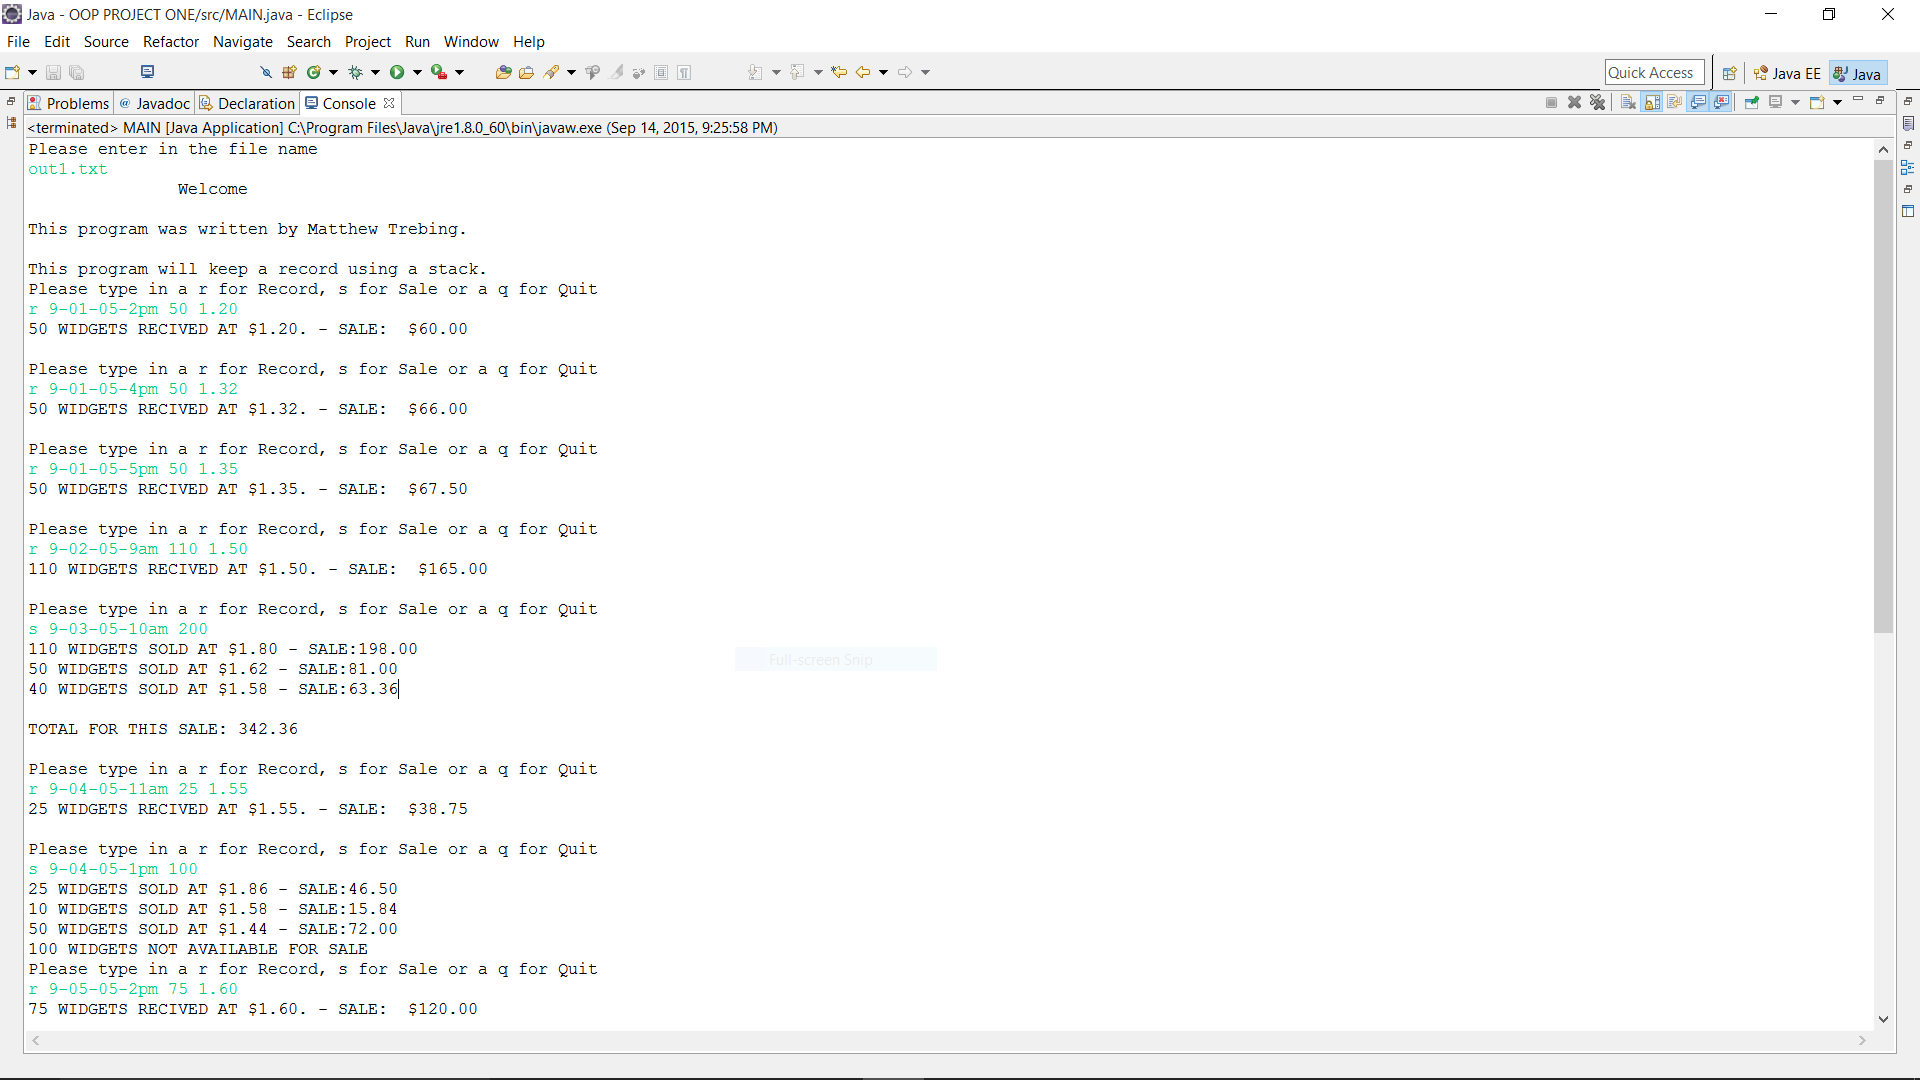 Java - OOP PROJECT ONE/src/MAIN.java - Eclipse
File Edit Source Refactor Navigate Search Project Run Window Help
Quick Access Java EE Java
Problems @ Javadoc Declaration Console
<terminated> MAIN [Java Application] C:\Program Files\Java\jre1.8.0_60\bin\javaw.exe (Sep 14, 2015, 9:25:58 PM)
Please enter in the file name
out1.txt
Welcome
This program was written by Matthew Trebing.
This program will keep a record using a stack.
Please type in a r for Record, s for Sale or a q for Quit
r 9-01-05-2pm 50 1.20
50 WIDGETS RECIVED AT $1.20. - SALE:  $60.00
Please type in a r for Record, s for Sale or a q for Quit
r 9-01-05-4pm 50 1.32
50 WIDGETS RECIVED AT $1.32. - SALE:  $66.00
Please type in a r for Record, s for Sale or a q for Quit
r 9-01-05-5pm 50 1.35
50 WIDGETS RECIVED AT $1.35. - SALE:  $67.50
Please type in a r for Record, s for Sale or a q for Quit
r 9-02-05-9am 110 1.50
110 WIDGETS RECIVED AT $1.50. - SALE:  $165.00
Please type in a r for Record, s for Sale or a q for Quit
s 9-03-05-10am 200
110 WIDGETS SOLD AT $1.80 - SALE:198.00
50 WIDGETS SOLD AT $1.62 - SALE:81.00
Full-screen Snip
40 WIDGETS SOLD AT $1.58 - SALE:63.36
TOTAL FOR THIS SALE: 342.36
Please type in a r for Record, s for Sale or a q for Quit
r 9-04-05-11am 25 1.55
25 WIDGETS RECIVED AT $1.55. - SALE:  $38.75
Please type in a r for Record, s for Sale or a q for Quit
s 9-04-05-1pm 100
25 WIDGETS SOLD AT $1.86 - SALE:46.50
10 WIDGETS SOLD AT $1.58 - SALE:15.84
50 WIDGETS SOLD AT $1.44 - SALE:72.00
100 WIDGETS NOT AVAILABLE FOR SALE
Please type in a r for Record, s for Sale or a q for Quit
r 9-05-05-2pm 75 1.60
75 WIDGETS RECIVED AT $1.60. - SALE:  $120.00